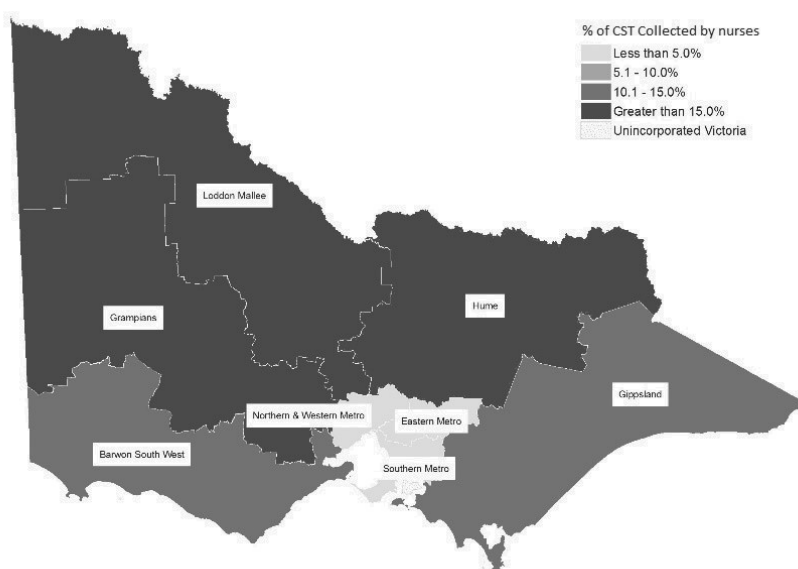 % of CST Collected by nurses
Less than 5.0%
5.1 - 10.0%
10.1 - 15.0%
Greater than 15.0%
Unincorporated Victoria
Loddon Mallee
Hume
Grampians
Gippsland
Northern & Western Metro
Eastern Metro
Barwon South West
Southern Metro